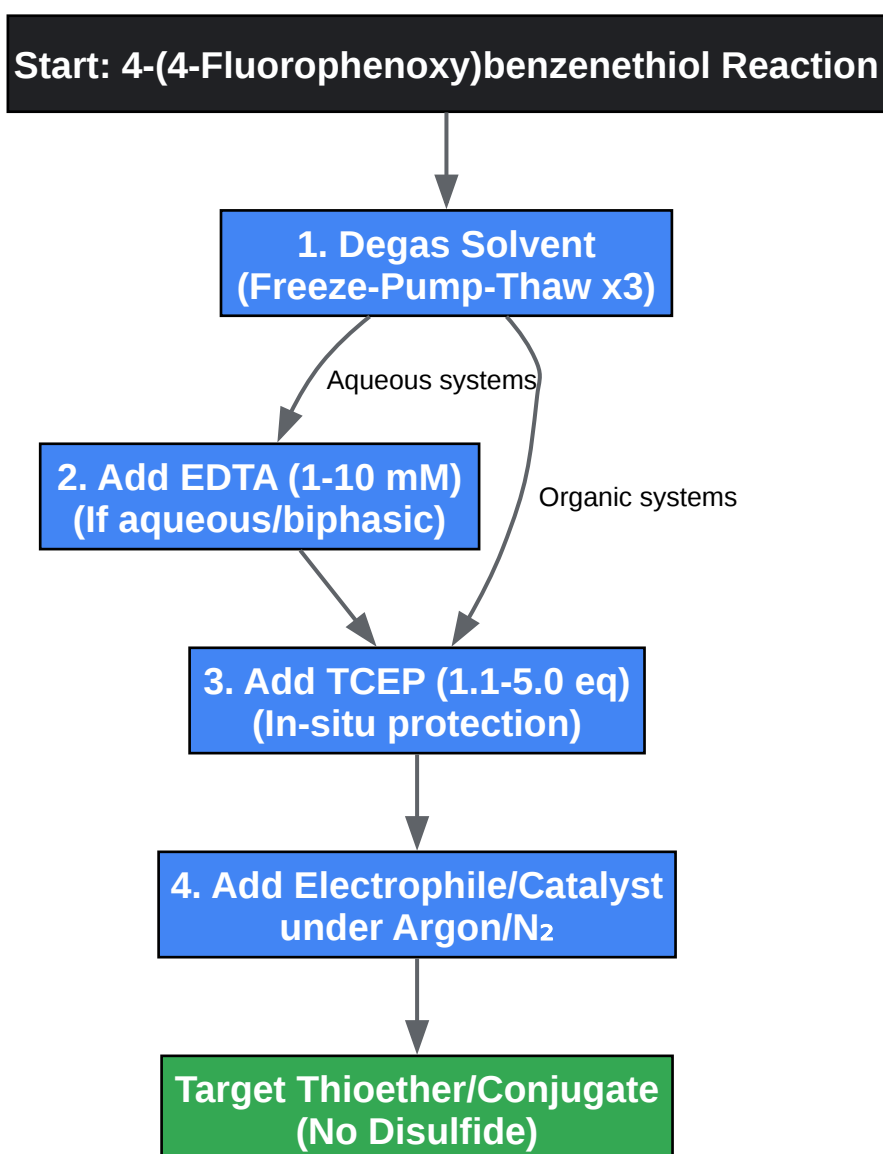 Start: 4-(4-Fluorophenoxy)benzenethiol Reaction
1. Degas Solvent
(Freeze-Pump-Thaw x3)
Aqueous systems
2. Add EDTA (1-10 mM)
(If aqueous/biphasic)
Organic systems
3. Add TCEP (1.1-5.0 eq)
(In-situ protection)
4. Add Electrophile/Catalyst
under Argon/N₂
Target Thioether/Conjugate
(No Disulfide)